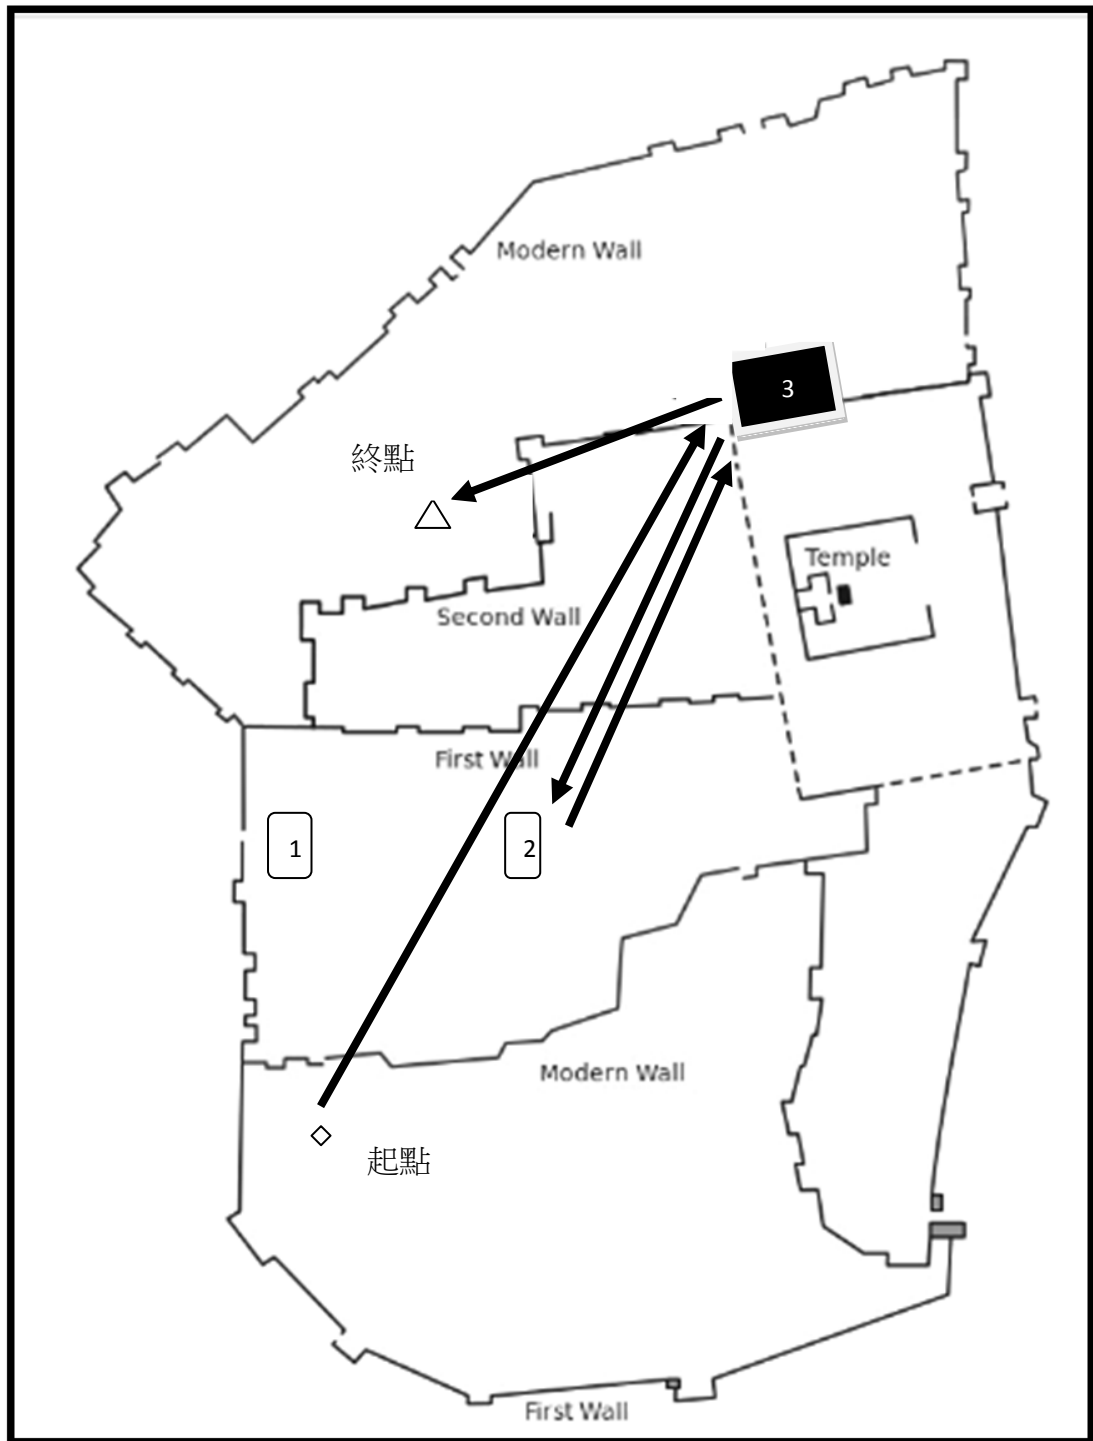 Modern Wall
3
終點
Temple
Second Wall
First Wall
1
2
Modern Wall
起點
First Wall